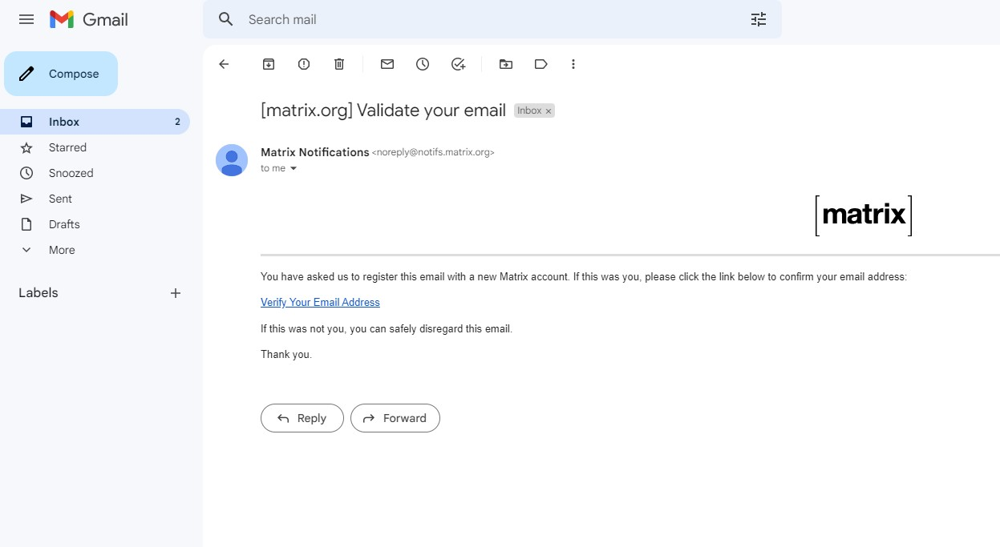 Gmail
Search mail
Compose
Inbox 2
Starred
Snoozed
Sent
Drafts
More
Labels
[matrix.org] Validate your email Inbox ×
Matrix Notifications <noreply@notifs.matrix.org>
to me
[matrix]
You have asked us to register this email with a new Matrix account. If this was you, please click the link below to confirm your email address:
Verify Your Email Address
If this was not you, you can safely disregard this email.
Thank you.
Reply Forward